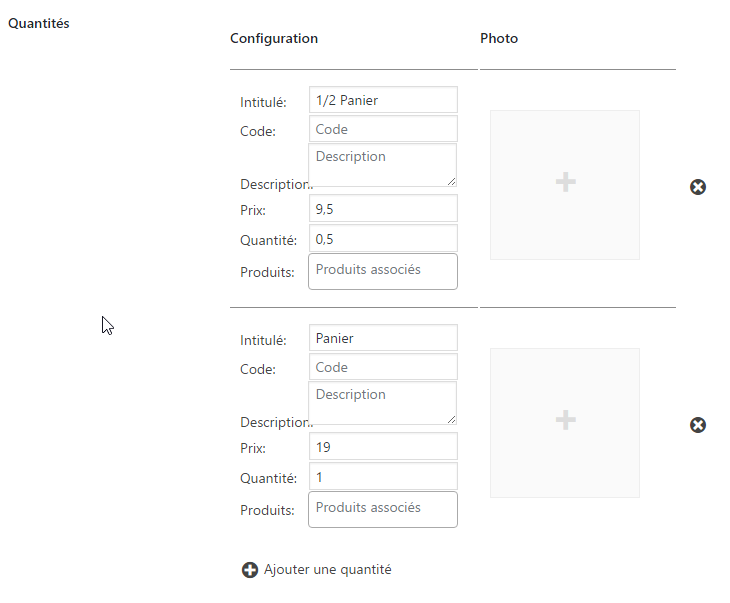 Quantités
Configuration Photo
Intitulé: 1/2 Panier
Code: Code
Description
Description:
Prix: 9,5
Quantité: 0,5
Produits: Produits associés
Intitulé: Panier
Code: Code
Description
Description:
Prix: 19
Quantité: 1
Produits: Produits associés
Ajouter une quantité